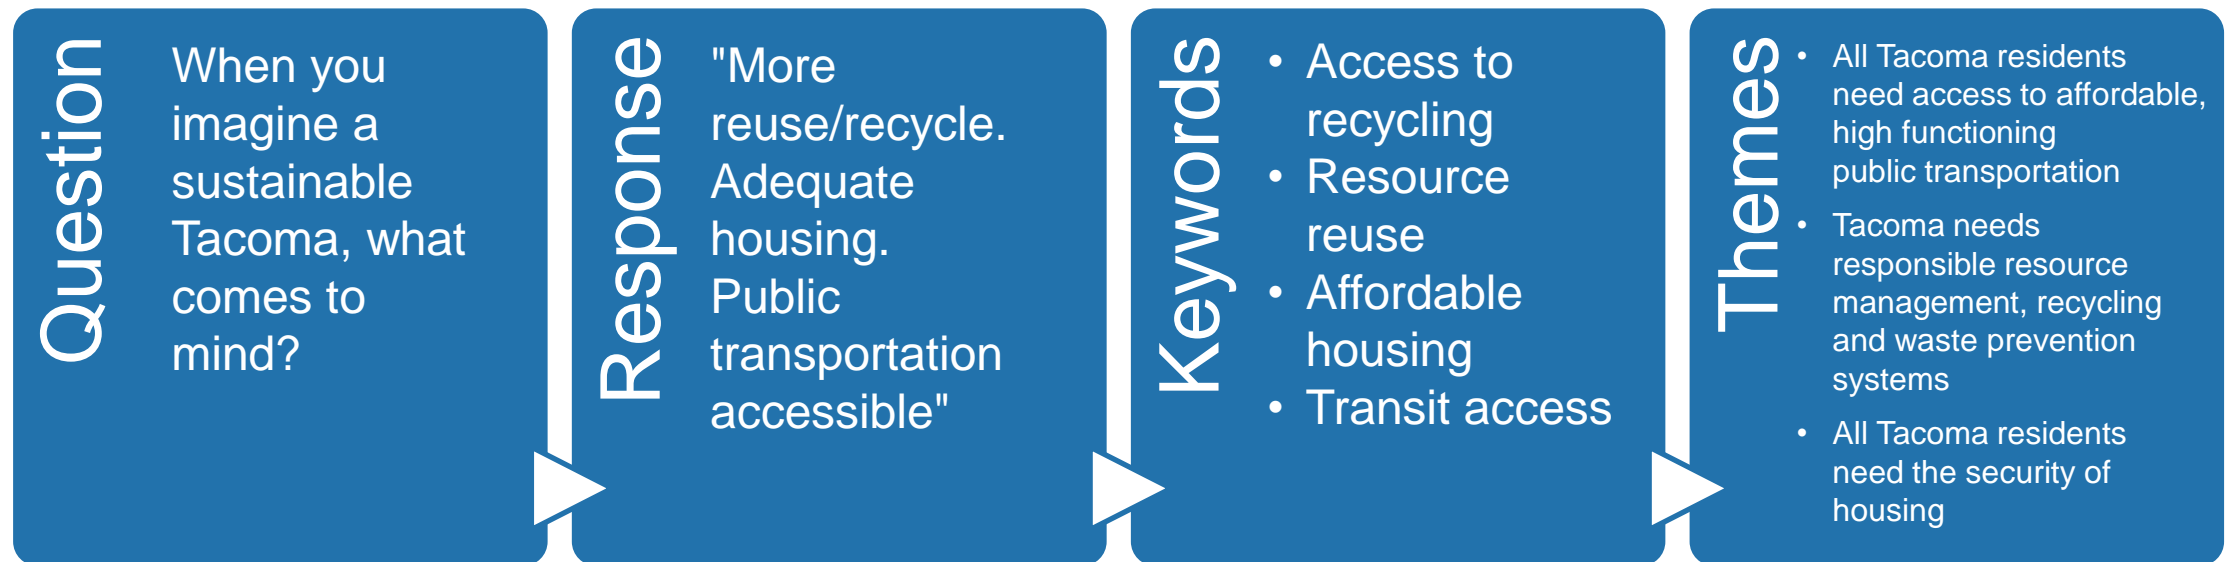 Question
When you
imagine a
sustainable
Tacoma, what
comes to
mind?
Response
"More
reuse/recycle.
Adequate
housing.
Public
transportation
accessible"
Keywords
• Access to
recycling
• Resource
reuse
• Affordable
housing
• Transit access
Themes
• All Tacoma residents
need access to affordable,
high functioning
public transportation
• Tacoma needs
responsible resource
management, recycling
and waste prevention
systems
• All Tacoma residents
need the security of
housing